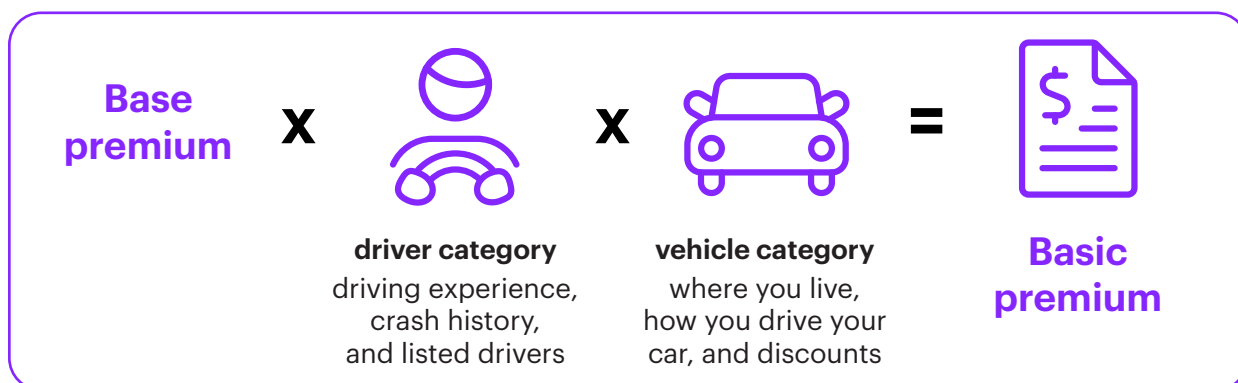 Base
premium
x
driver category
driving experience,
crash history,
and listed drivers
x
vehicle category
where you live,
how you drive your
car, and discounts
=
$
Basic
premium